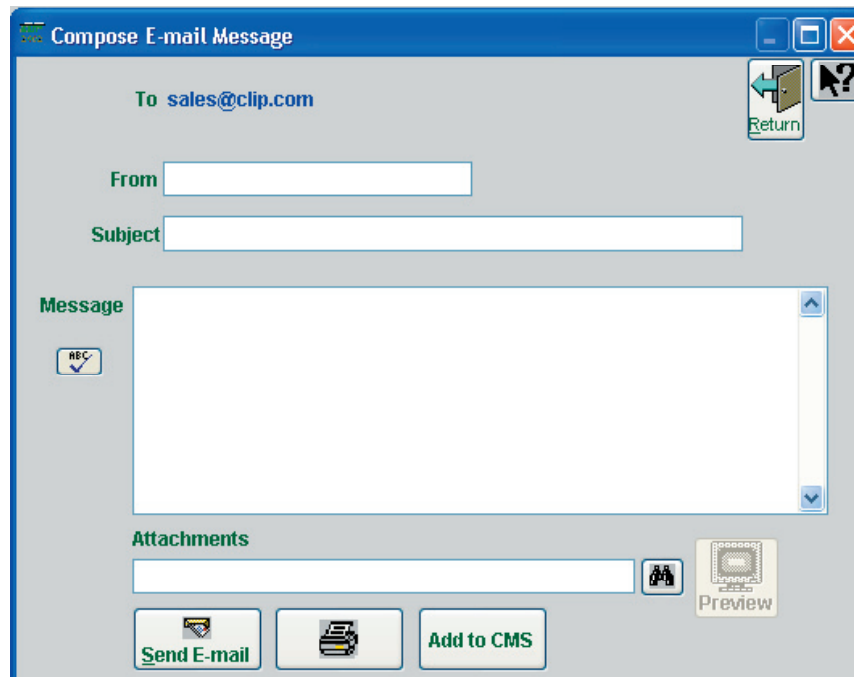 Compose E-mail Message
To sales@clip.com
Return
From
Subject
Message
ABC
Attachments
Preview
Send E-mail
Add to CMS